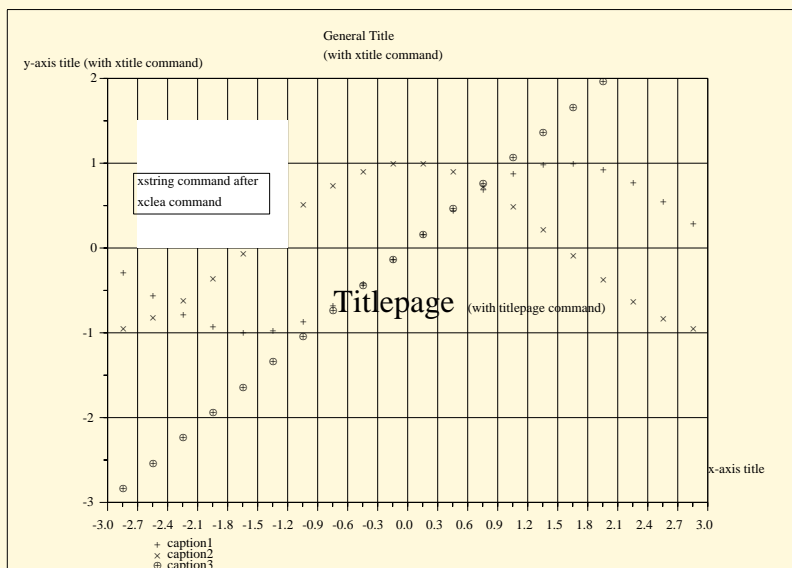 General Title
(with xtitle command)
y-axis title (with xtitle command)
2
1
xstring command after
xclea command
0
Titlepage (with titlepage command)
-1
-2
x-axis title
-3
-3.0 -2.7 -2.4 -2.1 -1.8 -1.5 -1.2 -0.9 -0.6 -0.3 0.0 0.3 0.6 0.9 1.2 1.5 1.8 2.1 2.4 2.7 3.0
caption1
caption2
caption3